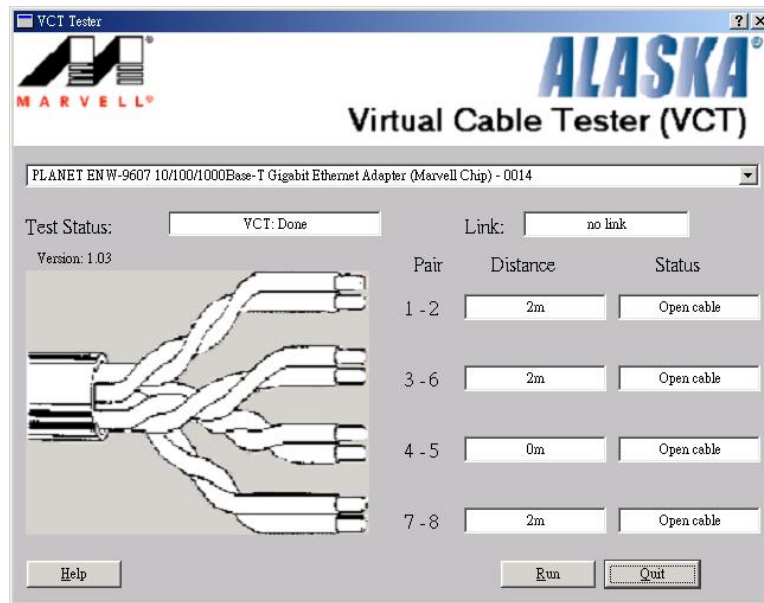 VCT Tester
MARVELL®
ALASKA®
Virtual Cable Tester (VCT)
PLANET ENW-9607 10/100/1000Base-T Gigabit Ethernet Adapter (Marvell Chip) - 0014
Test Status: VCT: Done Link: no link
Version: 1.03
Pair Distance Status
1 - 2 2m Open cable
3 - 6 2m Open cable
4 - 5 0m Open cable
7 - 8 2m Open cable
Help Run Quit